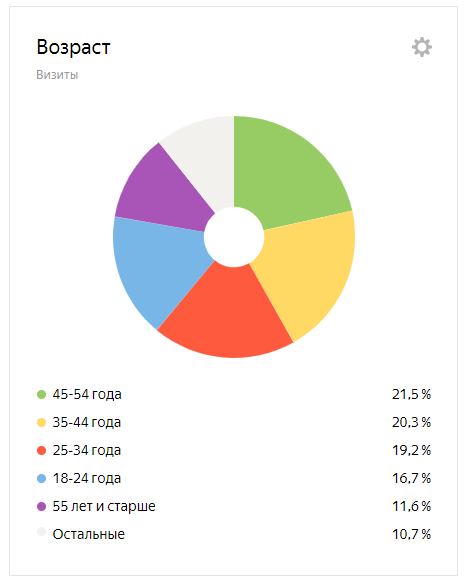 Возраст
Визиты
45-54 года 21,5 %
35-44 года 20,3 %
25-34 года 19,2 %
18-24 года 16,7 %
55 лет и старше 11,6 %
Остальные 10,7 %